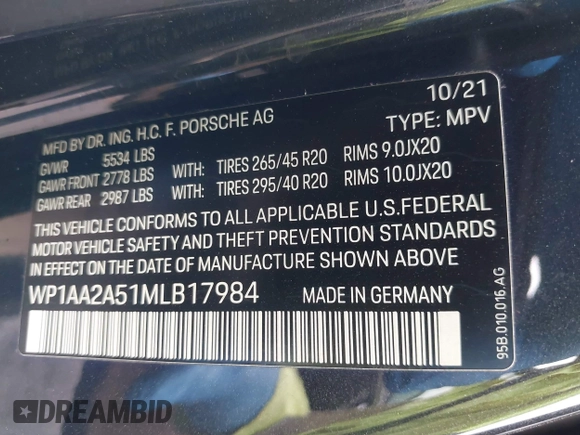 10/21
MFD BY DR. ING. H.C. F. PORSCHE AG TYPE: MPV
GVWR 5534 LBS
GAWR FRONT 2778 LBS WITH: TIRES 265/45 R20 RIMS 9.0JX20
GAWR REAR 2987 LBS WITH: TIRES 295/40 R20 RIMS 10.0JX20
THIS VEHICLE CONFORMS TO ALL APPLICABLE U.S.FEDERAL
MOTOR VEHICLE SAFETY AND THEFT PREVENTION STANDARDS
IN EFFECT ON THE DATE OF MANUFACTURE SHOWN ABOVE
WP1AA2A51MLB17984 MADE IN GERMANY
95B.010.016.AG
DREAMBID